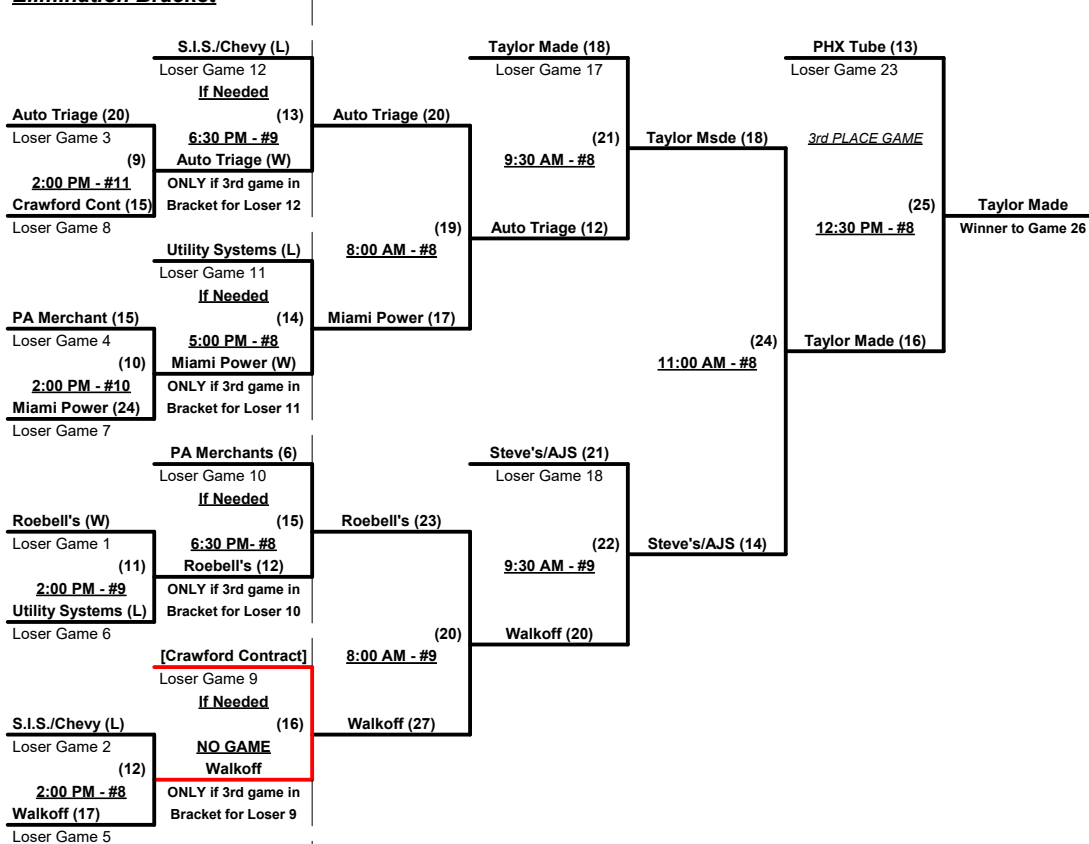 Elimination Bracket
S.I.S./Chevy (L)
Loser Game 12
If Needed
(13)
6:30 PM - #9
Auto Triage (W)
ONLY if 3rd game in
Bracket for Loser 12
Auto Triage (20)
Loser Game 3
(9)
2:00 PM - #11
Crawford Cont (15)
Loser Game 8
Utility Systems (L)
Loser Game 11
If Needed
(14)
5:00 PM - #8
Miami Power (W)
ONLY if 3rd game in
Bracket for Loser 11
PA Merchant (15)
Loser Game 4
(10)
2:00 PM - #10
Miami Power (24)
Loser Game 7
PA Merchants (6)
Loser Game 10
If Needed
(15)
6:30 PM- #8
Roebell's (12)
ONLY if 3rd game in
Bracket for Loser 10
Roebell's (W)
Loser Game 1
(11)
2:00 PM - #9
Utility Systems (L)
Loser Game 6
[Crawford Contract]
Loser Game 9
If Needed
(16)
NO GAME
Walkoff
ONLY if 3rd game in
Bracket for Loser 9
S.I.S./Chevy (L)
Loser Game 2
(12)
2:00 PM - #8
Walkoff (17)
Loser Game 5
Auto Triage (20)
(19)
8:00 AM - #8
Miami Power (17)
Roebell's (23)
(20)
8:00 AM - #9
Walkoff (27)
Taylor Made (18)
Loser Game 17
(21)
9:30 AM - #8
Auto Triage (12)
Steve's/AJS (21)
Loser Game 18
(22)
9:30 AM - #9
Walkoff (20)
Taylor Msde (18)
(24)
11:00 AM - #8
Steve's/AJS (14)
PHX Tube (13)
Loser Game 23
3rd PLACE GAME
(25)
12:30 PM - #8
Taylor Made (16)
Taylor Made
Winner to Game 26